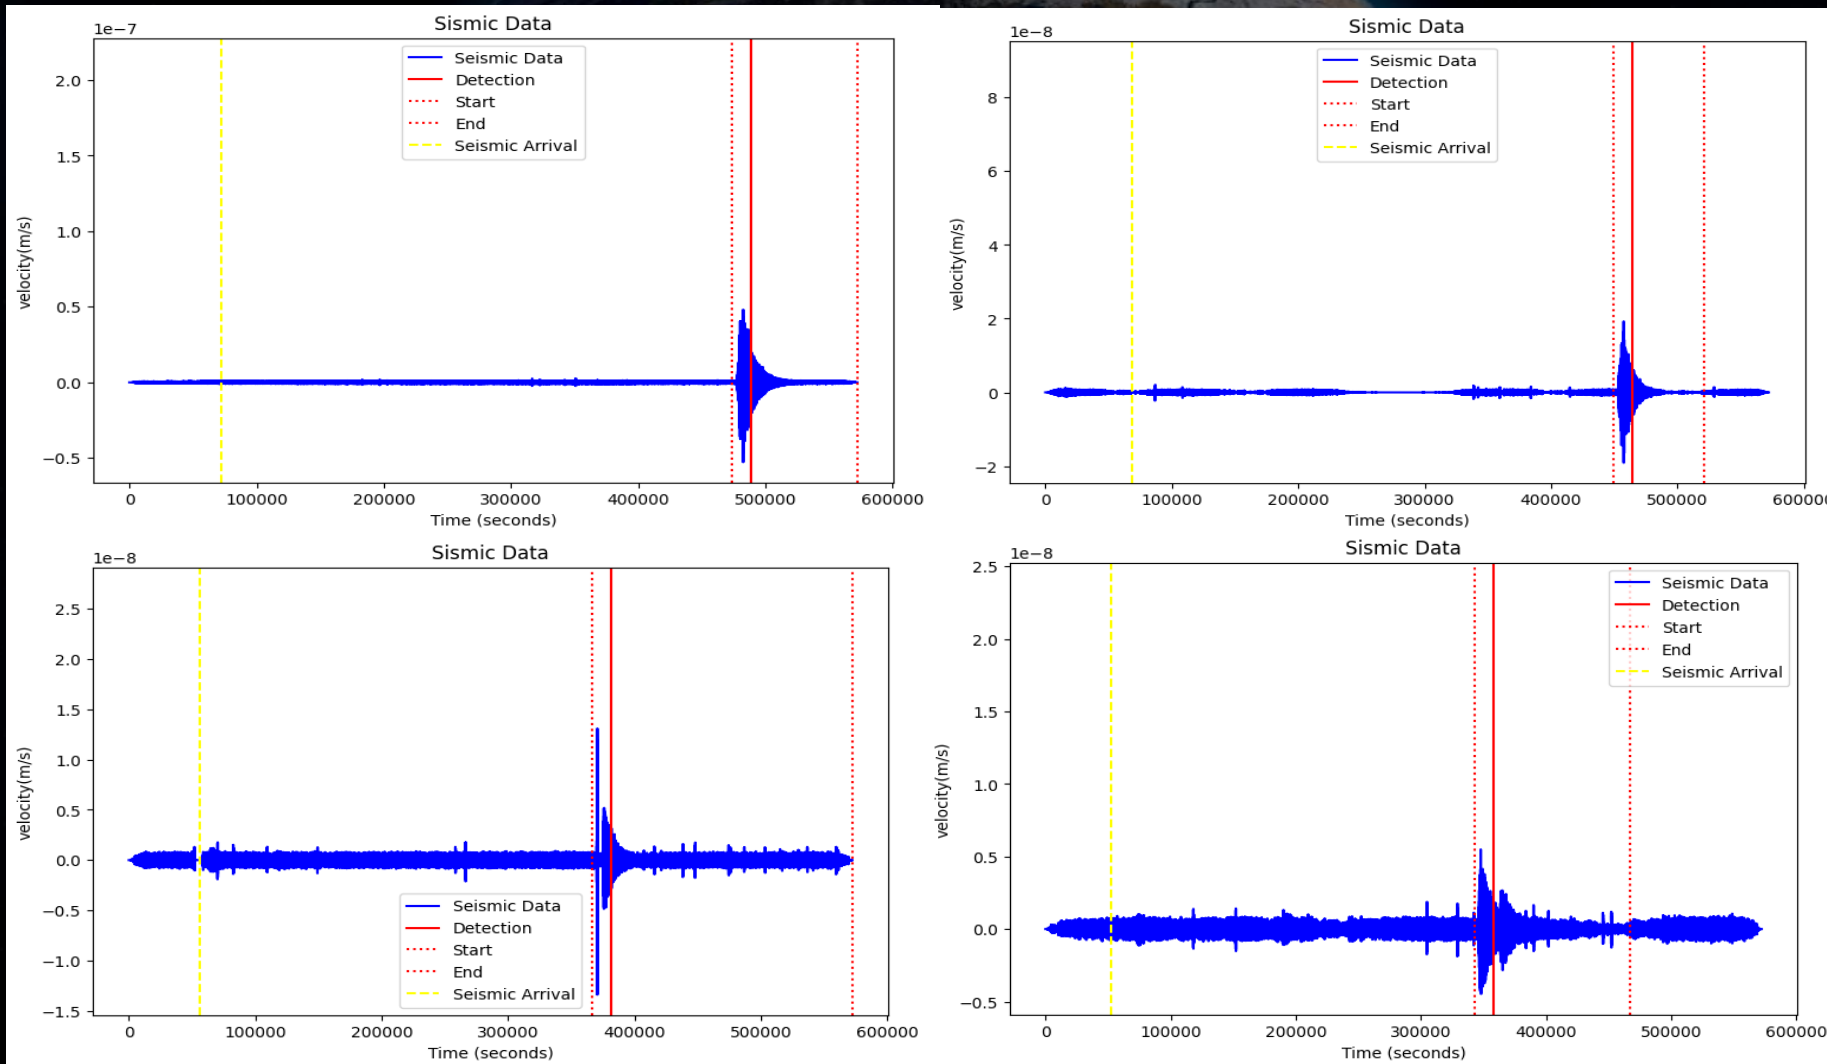 Sismic Data
1e−7
Seismic Data
Detection
Start
End
Seismic Arrival
2.0
1.5
1.0
0.5
0.0
−0.5
velocity(m/s)
0 100000 200000 300000 400000 500000 600000
Time (seconds)
Sismic Data
1e−8
Seismic Data
Detection
Start
End
Seismic Arrival
8
6
4
2
0
−2
velocity(m/s)
0 100000 200000 300000 400000 500000 600000
Time (seconds)
Sismic Data
1e−8
2.5
2.0
1.5
1.0
0.5
0.0
−0.5
−1.0
−1.5
velocity(m/s)
Seismic Data
Detection
Start
End
Seismic Arrival
0 100000 200000 300000 400000 500000 600000
Time (seconds)
Sismic Data
1e−8
Seismic Data
Detection
Start
End
Seismic Arrival
2.5
2.0
1.5
1.0
0.5
0.0
−0.5
velocity(m/s)
0 100000 200000 300000 400000 500000 600000
Time (seconds)